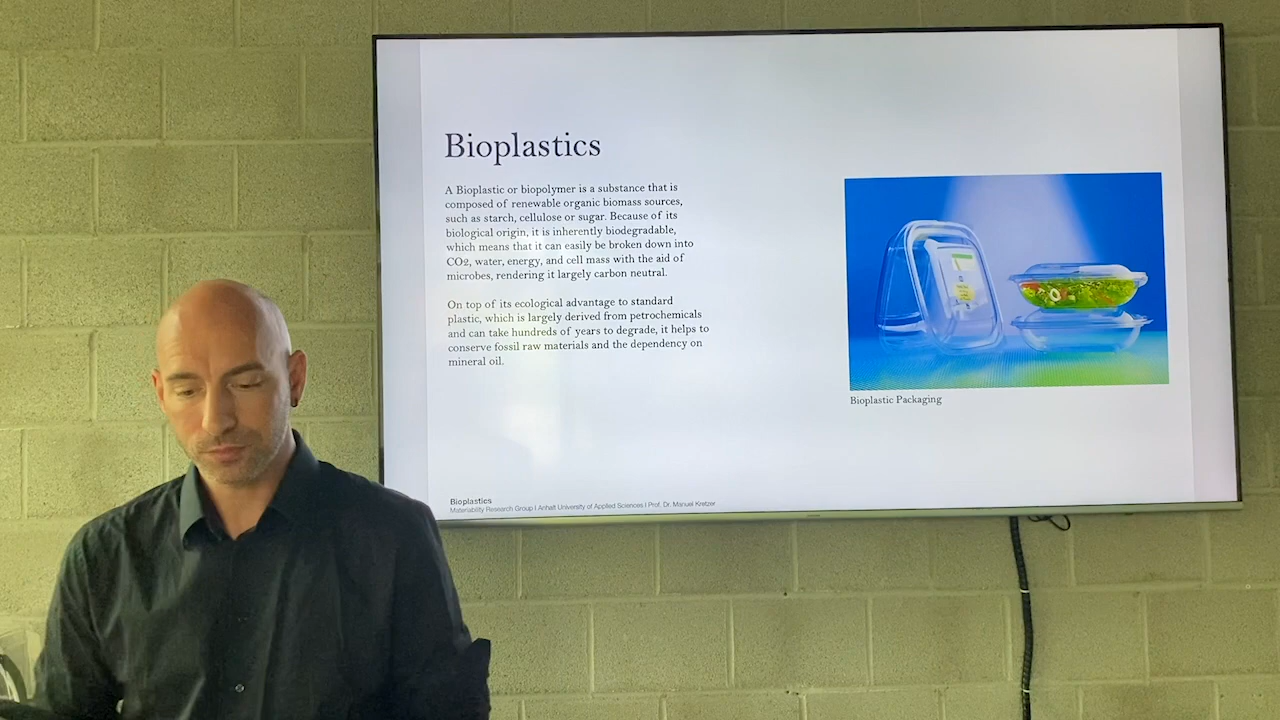 Bioplastics
A Bioplastic or biopolymer is a substance that is
composed of renewable organic biomass sources,
such as starch, cellulose or sugar. Because of its
biological origin, it is inherently biodegradable,
which means that it can easily be broken down into
CO2, water, energy, and cell mass with the aid of
microbes, rendering it largely carbon neutral.
On top of its ecological advantage to standard
plastic, which is largely derived from petrochemicals
and can take hundreds of years to degrade, it helps to
conserve fossil raw materials and the dependency on
mineral oil.
Bioplastic Packaging
Bioplastics
Materiability Research Group I Anhalt University of Applied Sciences I Prof. Dr. Manuel Kretzer